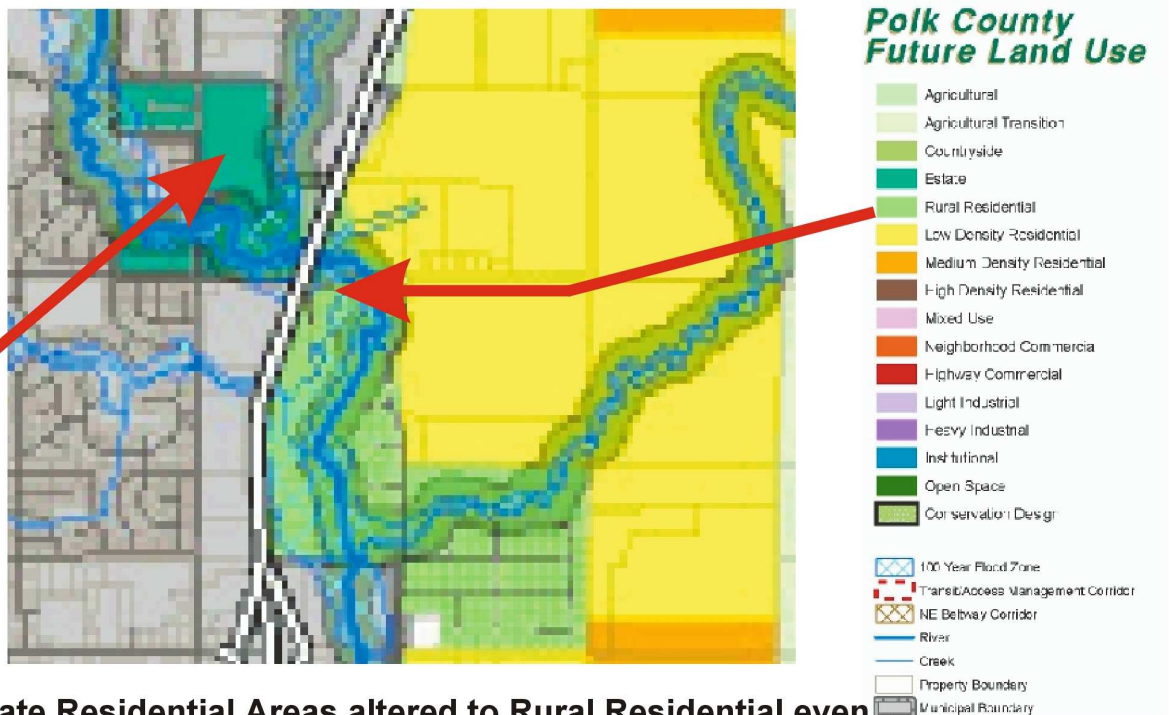 Polk County
Future Land Use
Agricultural
Agricultural Transition
Countryside
Estate
Rural Residential
Low Density Residential
Medium Density Residential
High Density Residential
Mixed Use
Neighborhood Commercia
Highway Commercial
Light Industrial
Heavy Industrial
Institutional
Open Space
Conservation Design
100 Year Flood Zone
Transit/Access Management Corridor
NE Beltway Corridor
River
Creek
Property Boundary
Municipal Boundary
ate Residential Areas altered to Rural Residential even